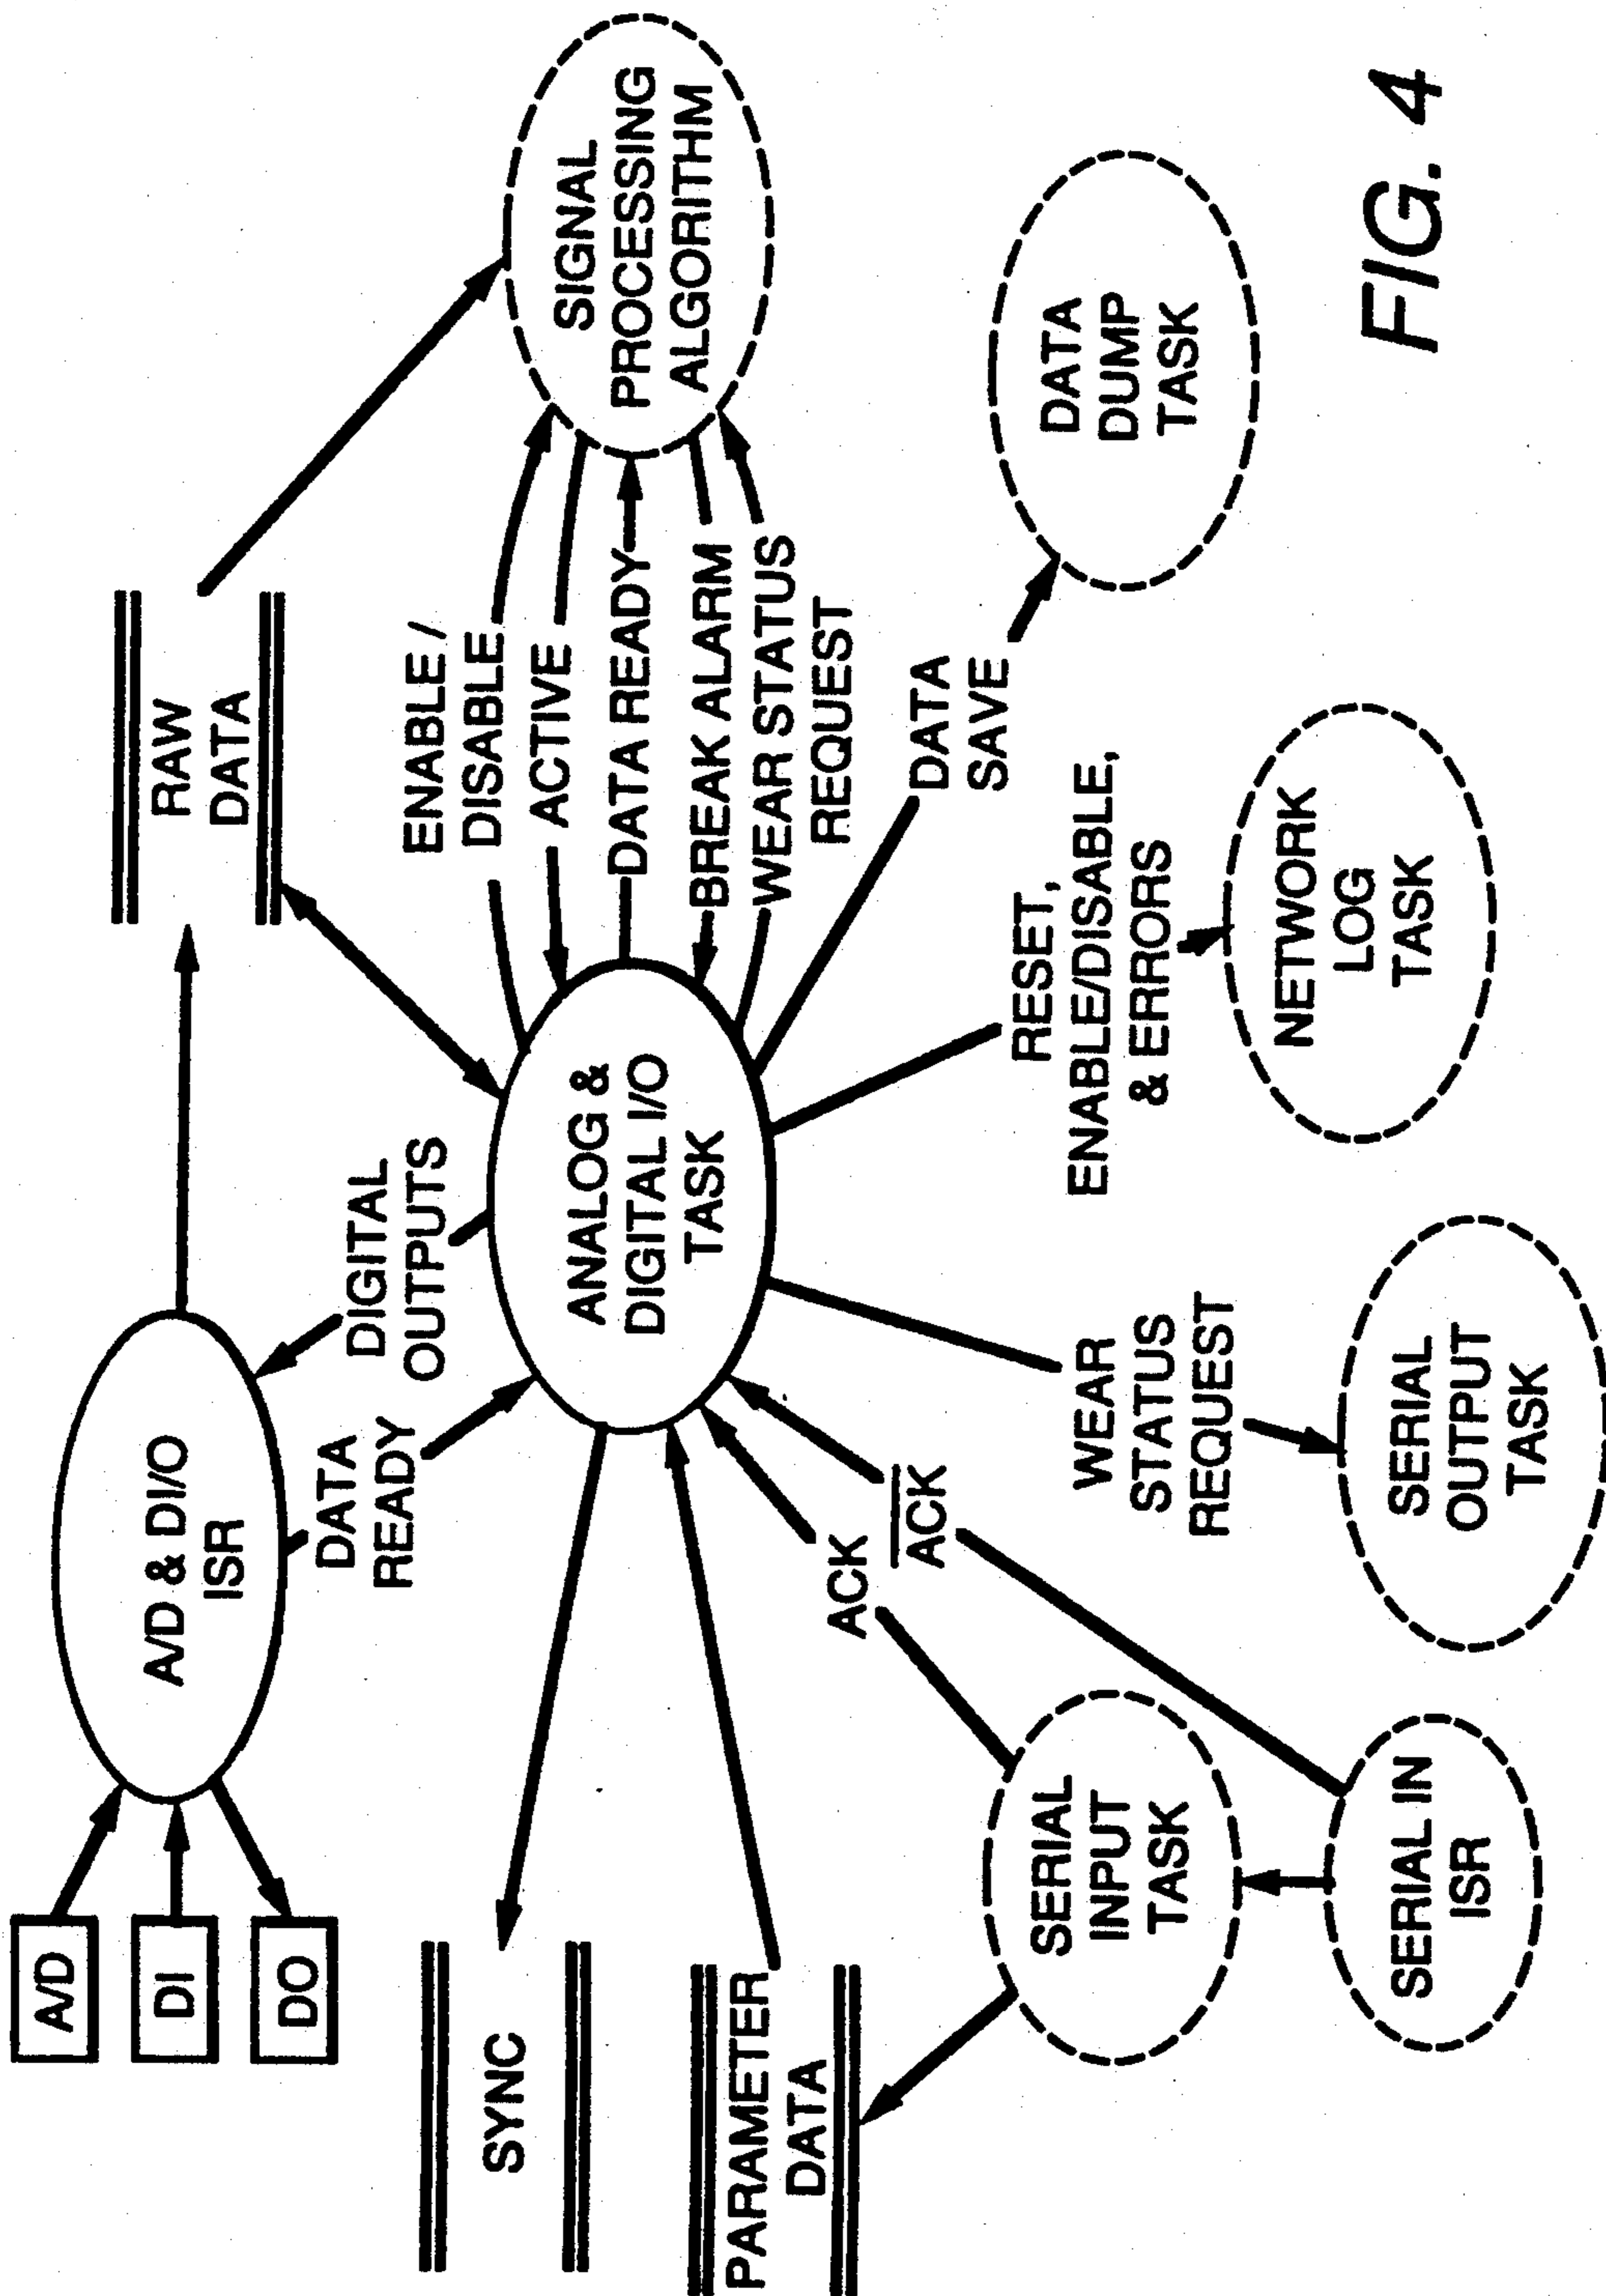 A/D
DI
DO
A/D & DI/O
ISR
RAW
DATA
DATA
READY
DIGITAL
OUTPUTS
SYNC
PARAMETER
DATA
ANALOG &
DIGITAL I/O
TASK
ENABLE /
DISABLE
ACTIVE
DATA READY
BREAK ALARM
WEAR STATUS
REQUEST
SIGNAL
PROCESSING
ALGORITHM
ACK
ACK
DATA
SAVE
RESET,
ENABLE/DISABLE,
& ERRORS
WEAR
STATUS
REQUEST
SERIAL
INPUT
TASK
SERIAL IN
ISR
SERIAL
OUTPUT
TASK
NETWORK
LOG
TASK
DATA
DUMP
TASK
FIG. 4